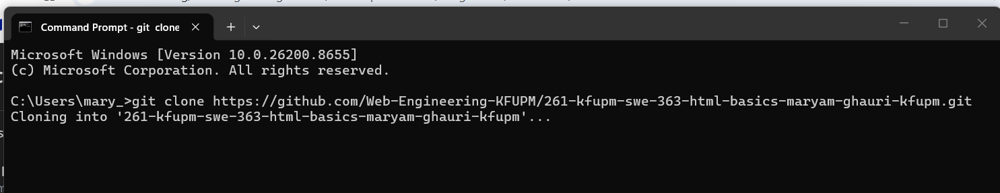 Command Prompt - git clone
Microsoft Windows [Version 10.0.26200.8655]
(c) Microsoft Corporation. All rights reserved.
C:\Users\mary_>git clone https://github.com/Web-Engineering-KFUPM/261-kfupm-swe-363-html-basics-maryam-ghauri-kfupm.git
Cloning into '261-kfupm-swe-363-html-basics-maryam-ghauri-kfupm'...